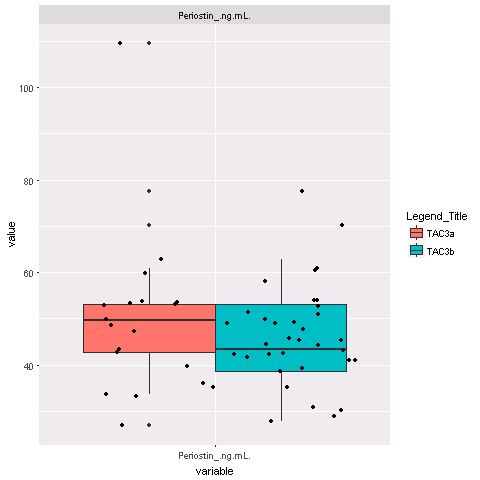 Periostin_.ng.mL.
100
80
60
40
value
Periostin_.ng.mL.
variable
Legend_Title
TAC3a
TAC3b